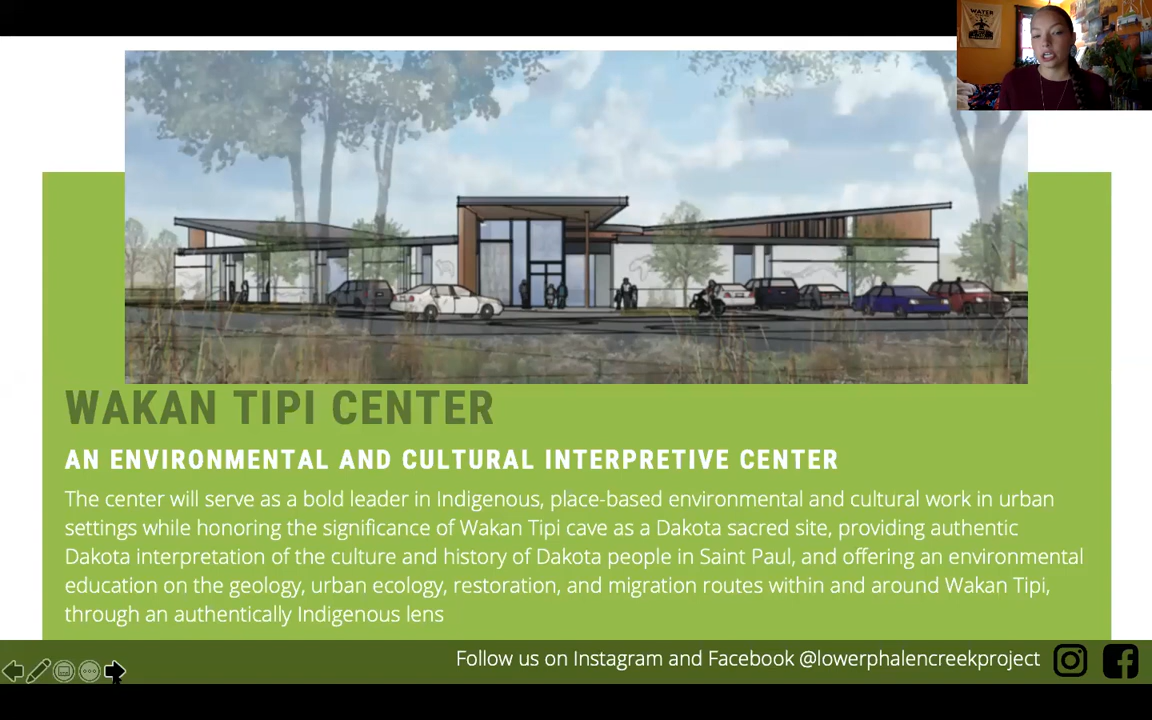 WATER
WAKAN TIPI CENTER
AN ENVIRONMENTAL AND CULTURAL INTERPRETIVE CENTER
The center will serve as a bold leader in Indigenous, place-based environmental and cultural work in urban
settings while honoring the significance of Wakan Tipi cave as a Dakota sacred site, providing authentic
Dakota interpretation of the culture and history of Dakota people in Saint Paul, and offering an environmental
education on the geology, urban ecology, restoration, and migration routes within and around Wakan Tipi,
through an authentically Indigenous lens
Follow us on Instagram and Facebook @lowerphalencreekproject